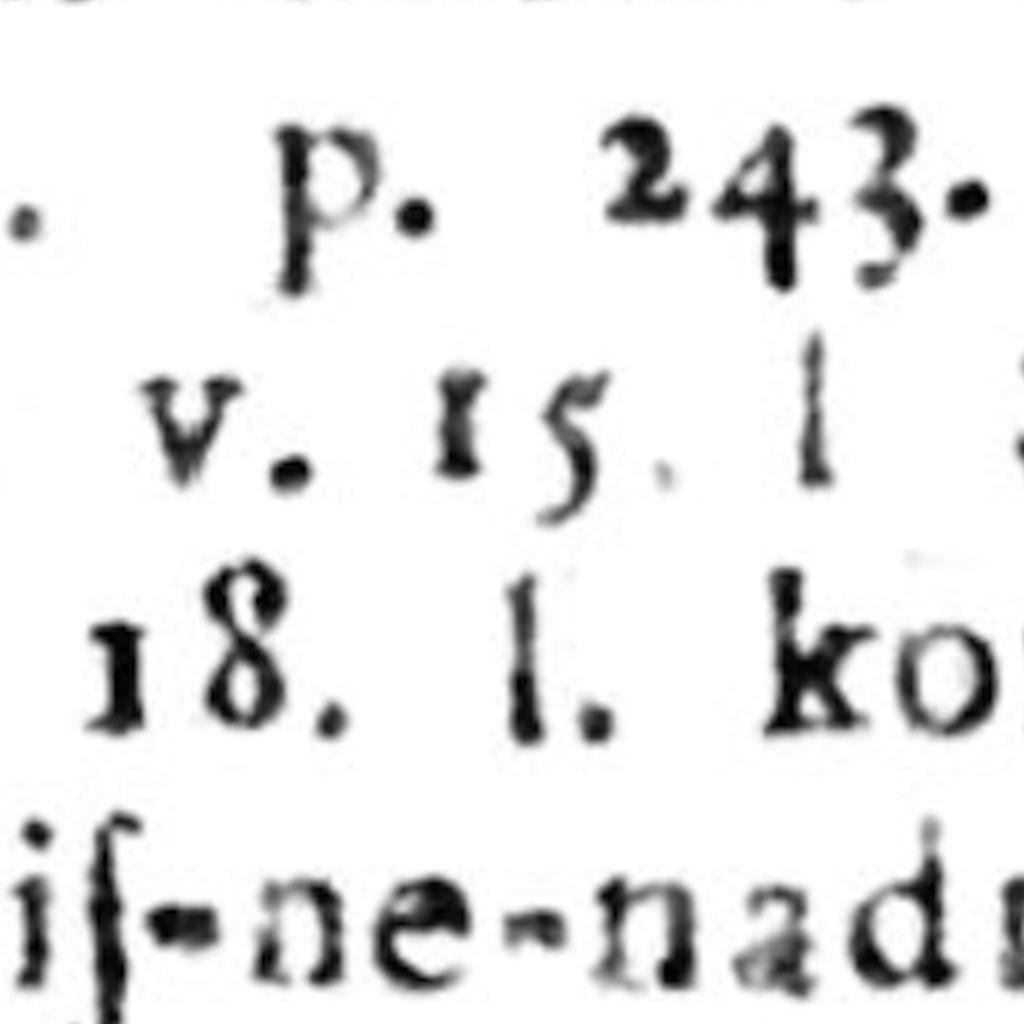 . p. 243.
v. 15. l
18. l. ko
iſ-ne-nad